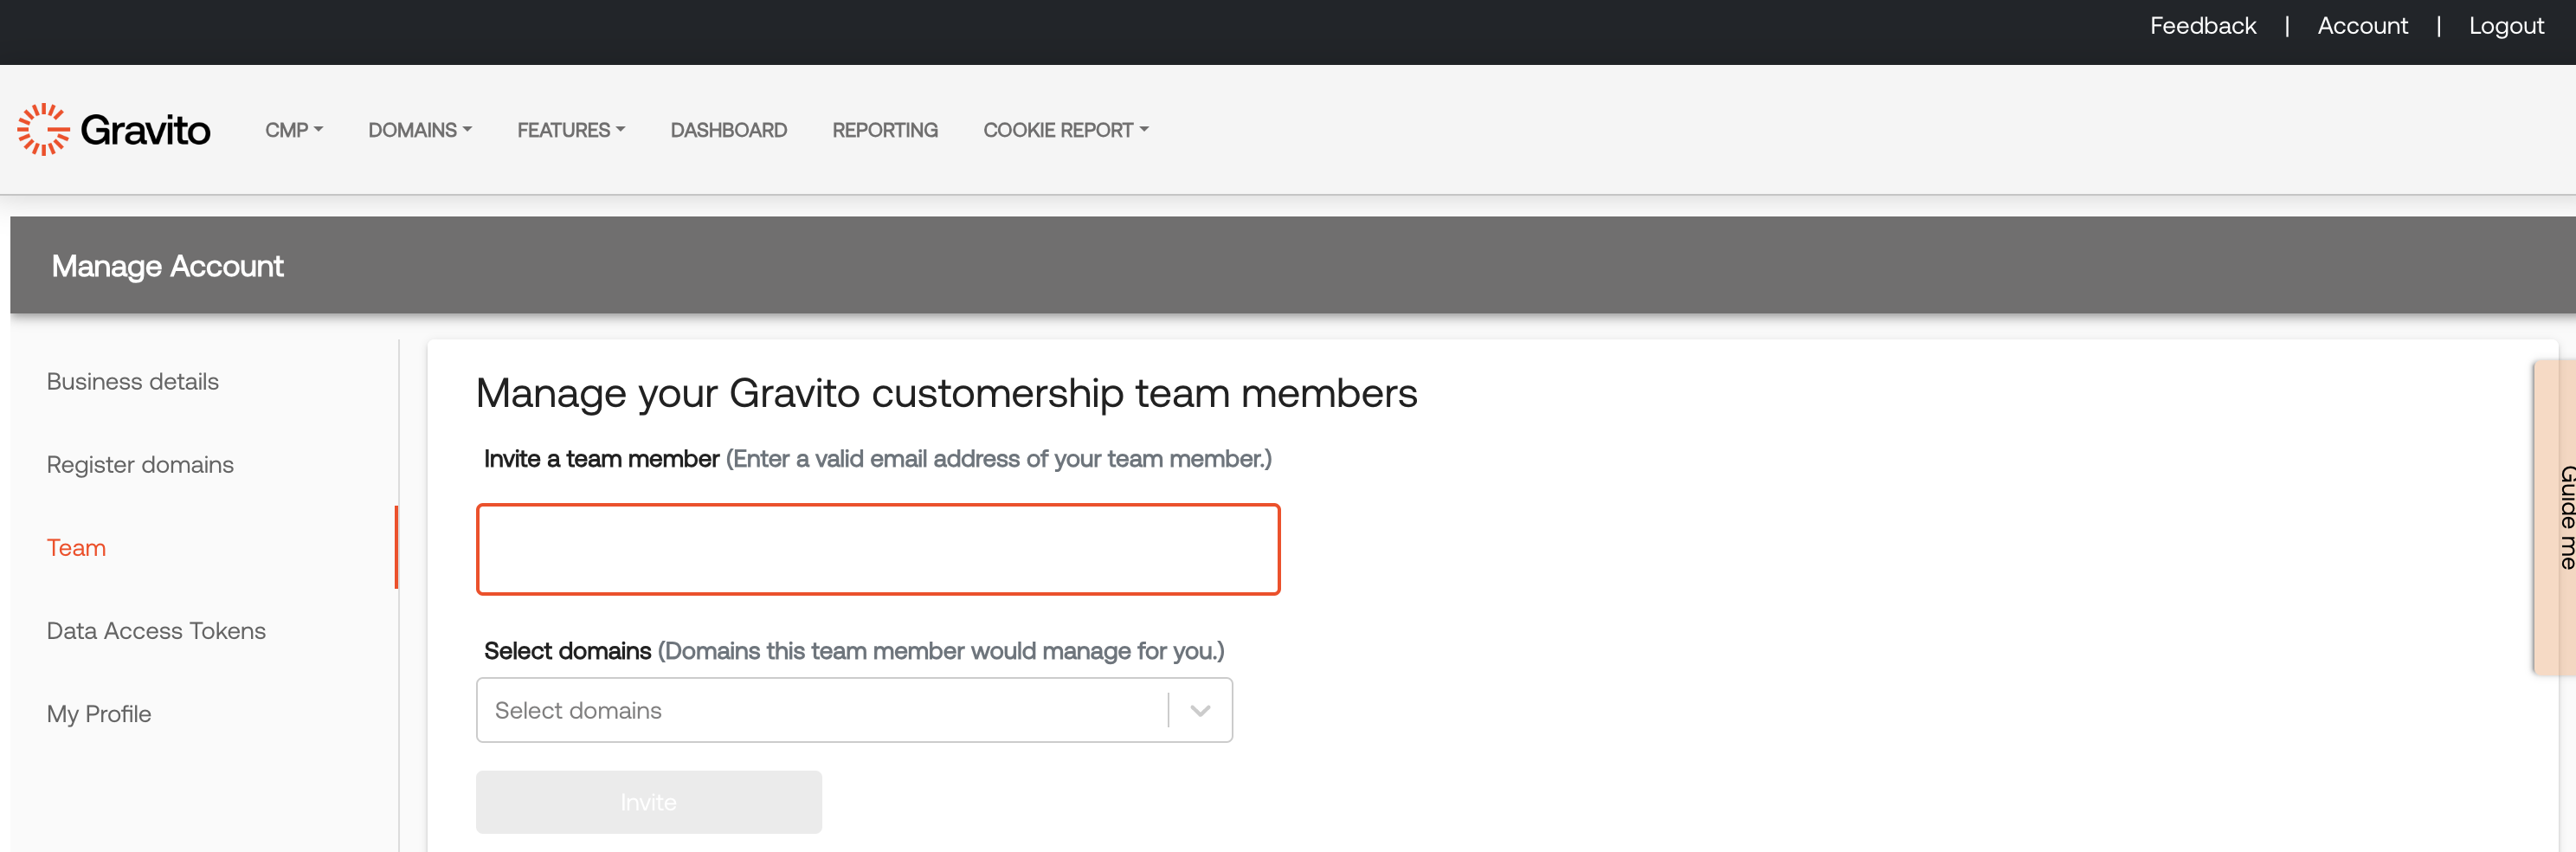 Feedback | Account | Logout
Gravito CMP DOMAINS FEATURES DASHBOARD REPORTING COOKIE REPORT
Manage Account
Business details
Register domains
Team
Data Access Tokens
My Profile
Manage your Gravito customership team members
Invite a team member (Enter a valid email address of your team member.)
Select domains (Domains this team member would manage for you.)
Select domains
Invite
Guide me